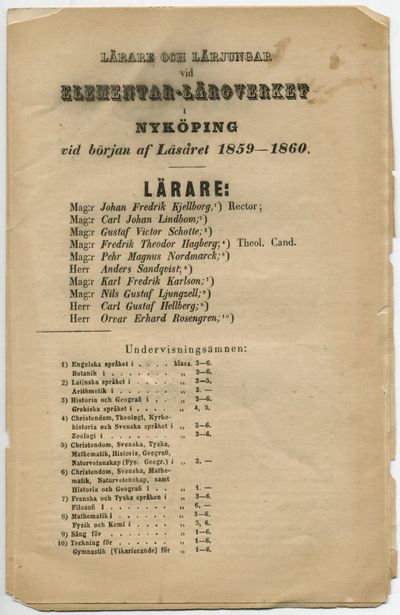 LÄRARE OCH LÄRJUNGAR
vid
ELEMENTAR-LÄROVERKET
i
NYKÖPING
vid början af Läsåret 1859—1860.
LÄRARE:
Mag:r Johan Fredrik Kjellborg,¹) Rector;
Mag:r Carl Johan Lindbom;²)
Mag:r Gustaf Victor Schotte;³)
Mag:r Fredrik Theodor Hagberg;⁴) Theol. Cand.
Mag:r Pehr Magnus Nordmarck;⁵)
Herr Anders Sandqvist;⁶)
Mag:r Karl Fredrik Karlson;⁷)
Mag:r Nils Gustaf Ljungzell;⁸)
Herr Carl Gustaf Hellberg;⁹)
Herr Orvar Erhard Rosengren;¹⁰)
Undervisningsämnen:
1) Engelska språket i . . . . klass. 3—6.
Botanik i . . . . . . . „ 2—6.
2) Latinska språket i . . . . „ 3—5.
Arithmetik i . . . . . . „ 3. —
3) Historia och Geografi i . . . „ 3—6.
Grekiska språket i . . . . . „ 4, 5.
4) Christendom, Theologi, Kyrko-
historia och Svenska språket i „ 3—6.
Zoologi i . . . . . . . „ 3—6.
5) Christendom, Svenska, Tyska,
Mathematik, Historia, Geografi,
Naturvetenskap (Fys. Geogr.) i „ 2. —
6) Christendom, Svenska, Mathe-
matik, Naturvetenskap, samt
Historia och Geografi i . . . „ 1. —
7) Franska och Tyska språken i „ 3—6.
Filosofi i . . . . . . . „ 6. —
8) Mathematik i . . . . . . „ 3—6.
Fysik och Kemi i . . . . . „ 5, 6.
9) Sång för . . . . . . . „ 1—6.
10) Teckning för . . . . . . „ 1—6.
Gymnastik [Vikarierande] för „ 1—6.